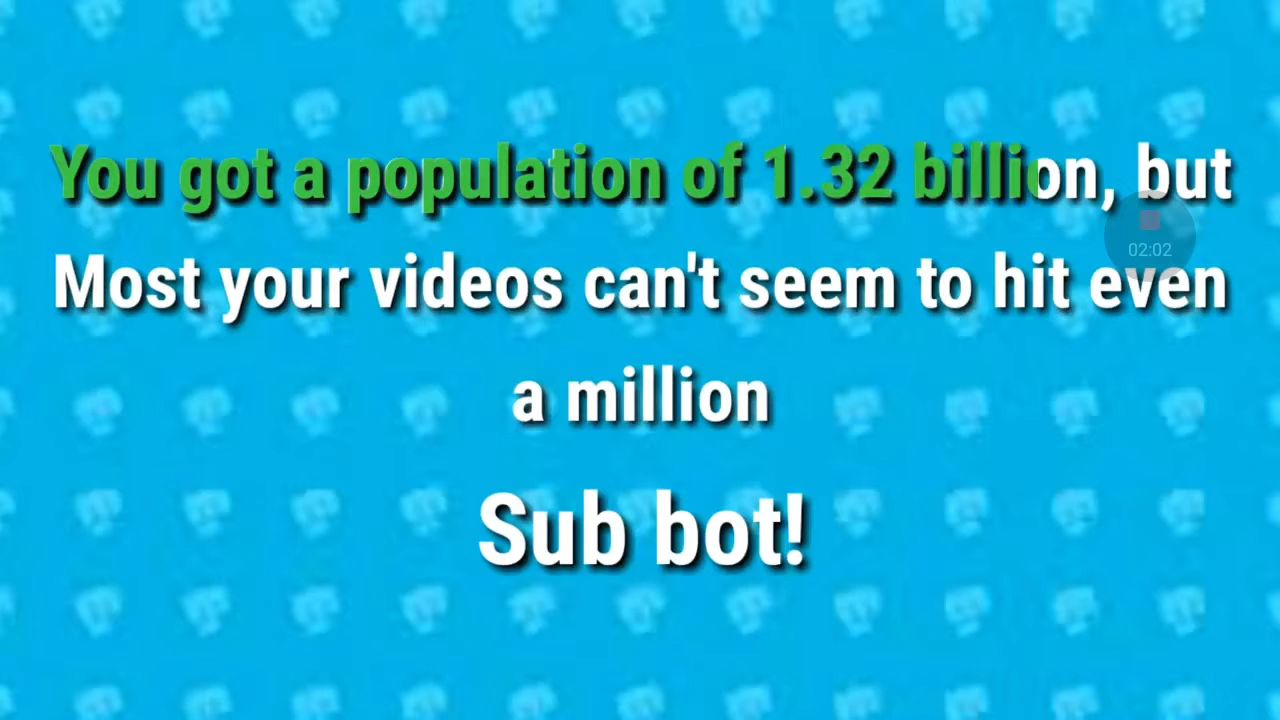 You got a population of 1.32 billion, but
Most your videos can't seem to hit even
a million
Sub bot!
02:02